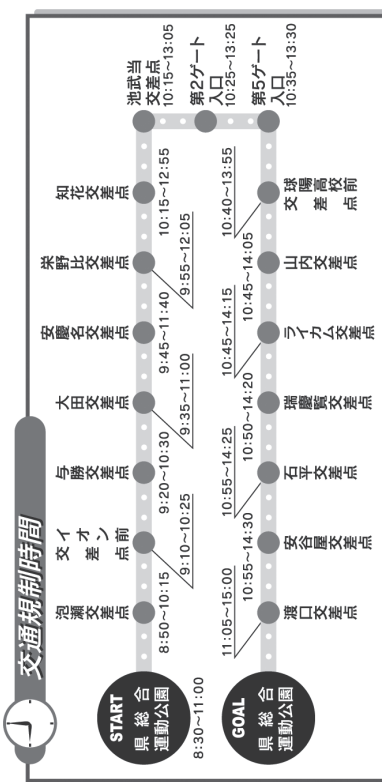 交通規制時間
START
県総合
運動公園
8:30~11:00
泡瀬交差点
8:50~10:15
イオン前
交差点
9:10~10:25
与勝交差点
9:20~10:30
大田交差点
9:35~11:00
安慶名交差点
9:45~11:40
栄野比交差点
9:55~12:05
知花交差点
10:15~12:55
池武当
交差点
10:15~13:05
第2ゲート
入口
10:25~13:25
第5ゲート
入口
10:35~13:30
球陽高校前
交差点
10:40~13:55
山内交差点
10:45~14:05
ライカム交差点
10:45~14:15
瑞慶覧交差点
10:50~14:20
石平交差点
10:55~14:25
安谷屋交差点
10:55~14:30
渡口交差点
11:05~15:00
GOAL
県総合
運動公園